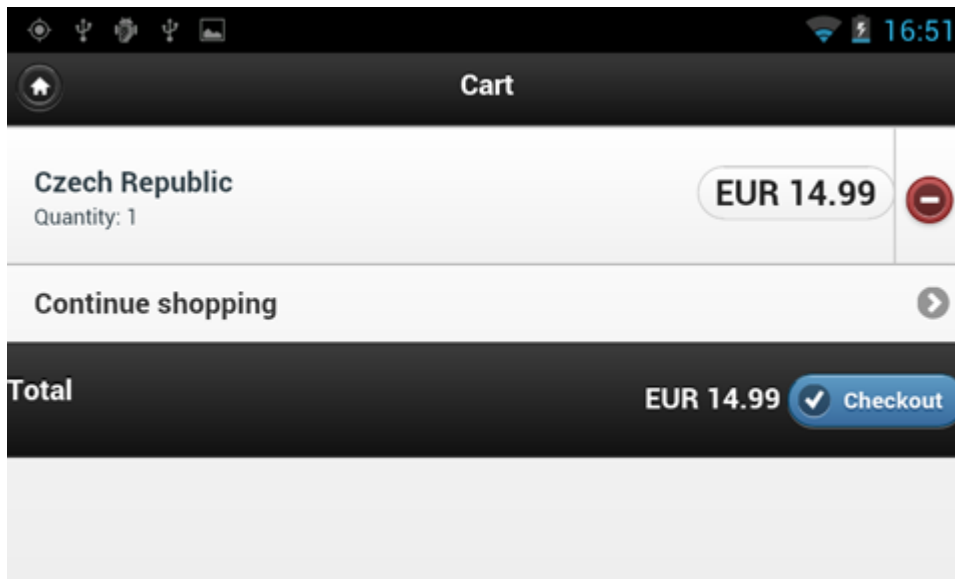 16:51
Cart
Czech Republic
Quantity: 1
EUR 14.99
Continue shopping
Total
EUR 14.99
Checkout